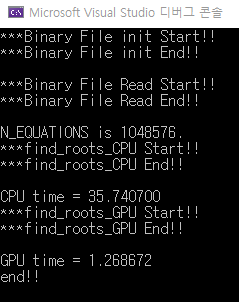 Microsoft Visual Studio 디버그 콘솔
***Binary File init Start!!
***Binary File init End!!
***Binary File Read Start!!
***Binary File Read End!!
N_EQUATIONS is 1048576.
***find_roots_CPU Start!!
***find_roots_CPU End!!
CPU time = 35.740700
***find_roots_GPU Start!!
***find_roots_GPU End!!
GPU time = 1.268672
end!!